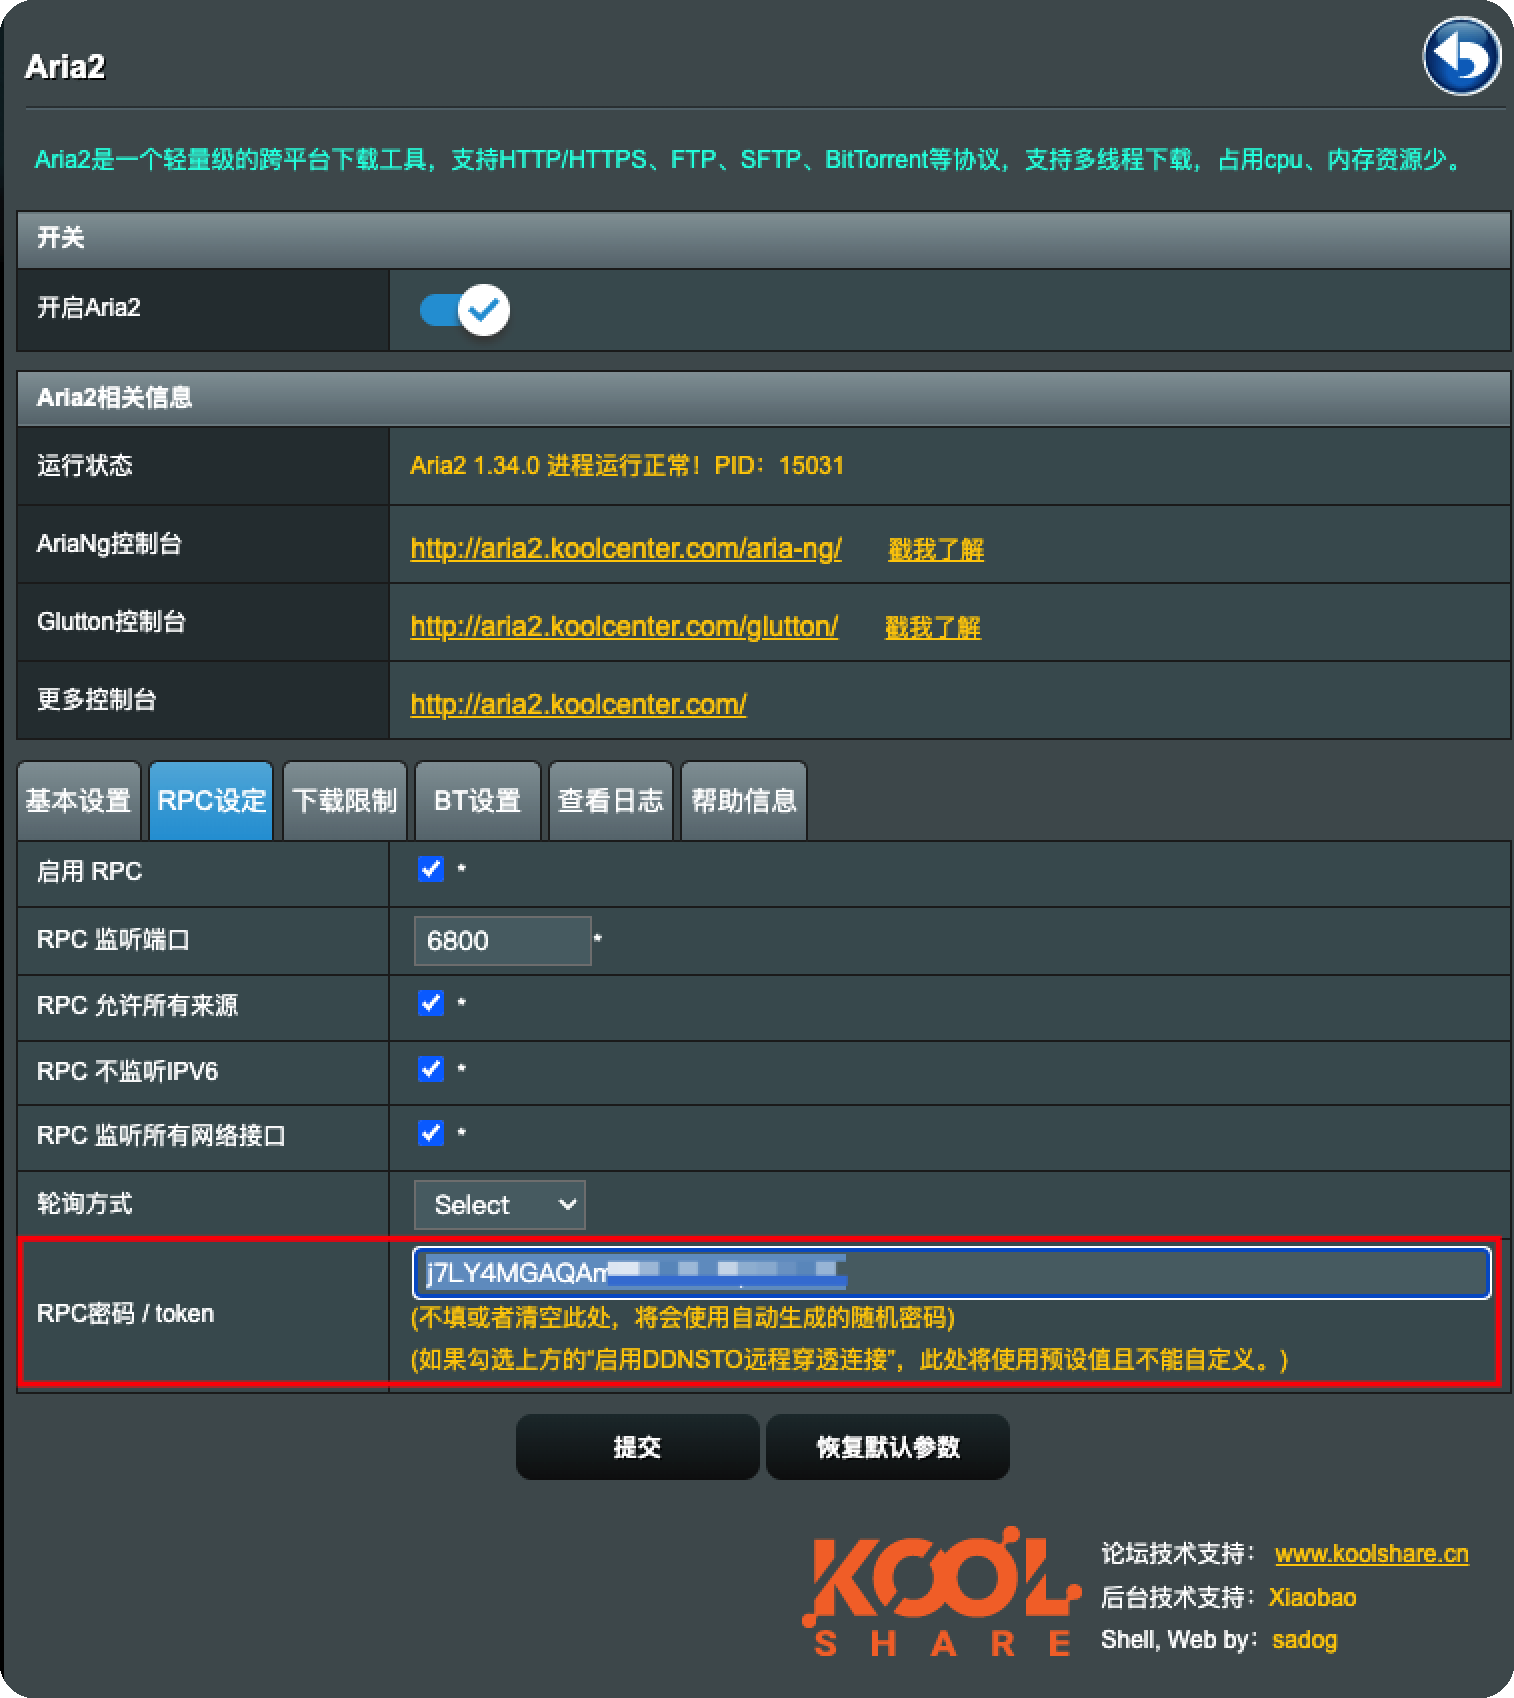 Aria2
Aria2是一个轻量级的跨平台下载工具，支持HTTP/HTTPS、FTP、SFTP、BitTorrent等协议，支持多线程下载，占用cpu、内存资源少。
开关
开启Aria2
Aria2相关信息
运行状态 Aria2 1.34.0 进程运行正常！PID：15031
AriaNg控制台 http://aria2.koolcenter.com/aria-ng/ 戳我了解
Glutton控制台 http://aria2.koolcenter.com/glutton/ 戳我了解
更多控制台 http://aria2.koolcenter.com/
基本设置 RPC设定 下载限制 BT设置 查看日志 帮助信息
启用 RPC *
RPC 监听端口 6800 *
RPC 允许所有来源 *
RPC 不监听IPV6 *
RPC 监听所有网络接口 *
轮询方式 Select
RPC密码 / token j7LY4MGAQAm
(不填或者清空此处，将会使用自动生成的随机密码)
(如果勾选上方的"启用DDNSTO远程穿透连接"，此处将使用预设值且不能自定义。)
提交 恢复默认参数
KOOL SHARE
论坛技术支持： www.koolshare.cn
后台技术支持：Xiaobao
Shell, Web by：sadog